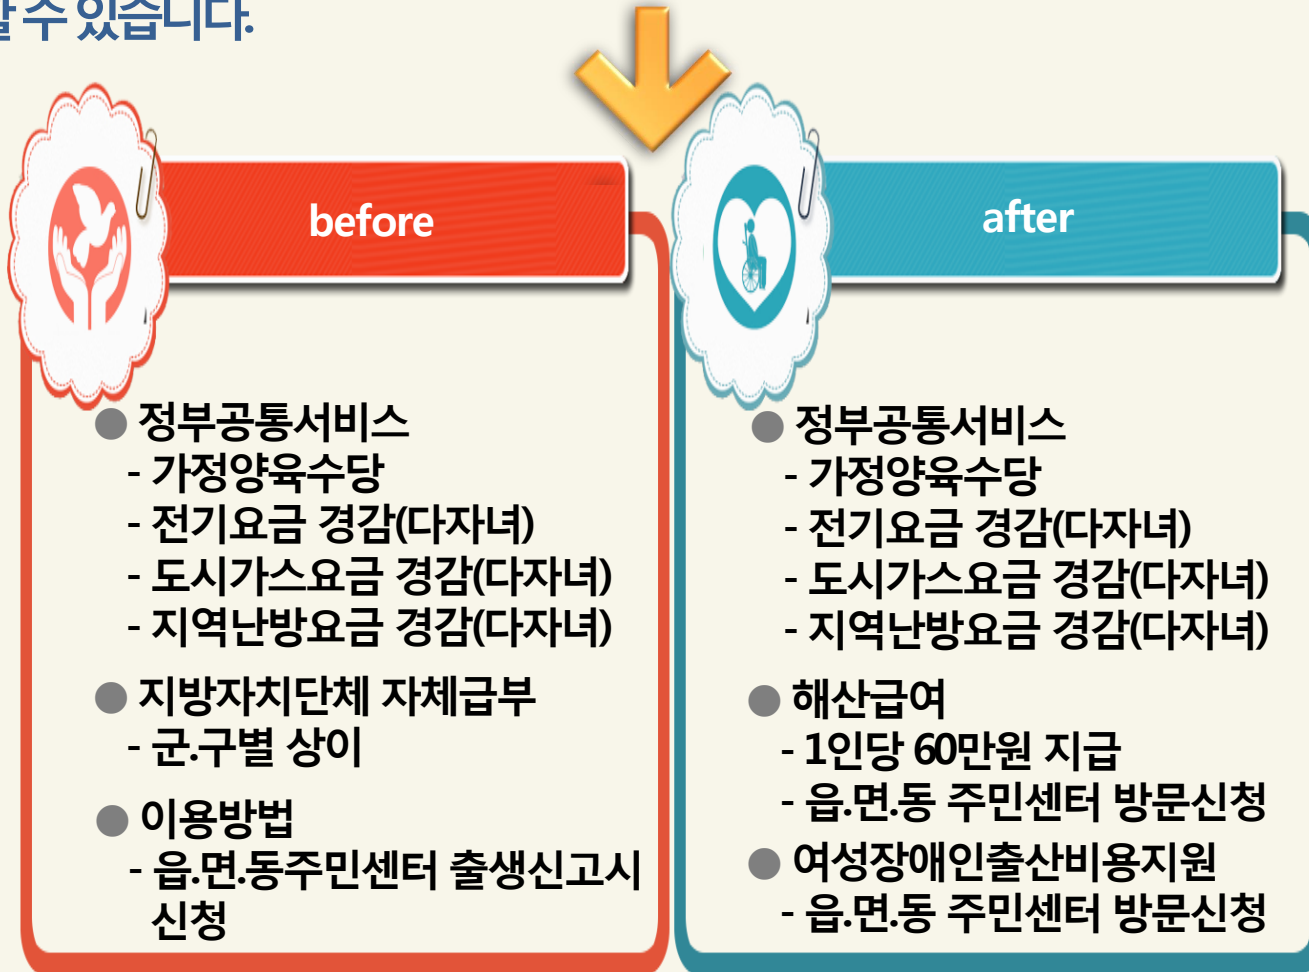 수 있습니다.
before
● 정부공통서비스
- 가정양육수당
- 전기요금 경감(다자녀)
- 도시가스요금 경감(다자녀)
- 지역난방요금 경감(다자녀)
● 지방자치단체 자체급부
- 군.구별 상이
● 이용방법
- 읍.면.동주민센터 출생신고시
신청
after
● 정부공통서비스
- 가정양육수당
- 전기요금 경감(다자녀)
- 도시가스요금 경감(다자녀)
- 지역난방요금 경감(다자녀)
● 해산급여
- 1인당 60만원 지급
- 읍.면.동 주민센터 방문신청
● 여성장애인출산비용지원
- 읍.면.동 주민센터 방문신청